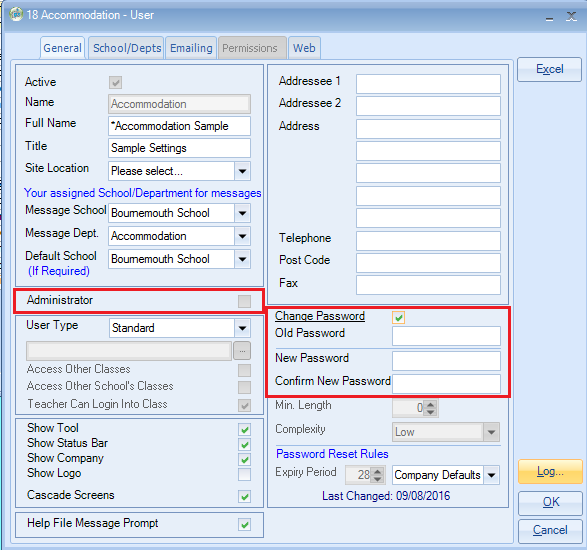 18 Accommodation - User
General School/Depts Emailing Permissions Web
Active
Name Accommodation
Full Name *Accommodation Sample
Title Sample Settings
Site Location Please select...
Your assigned School/Department for messages
Message School Bournemouth School
Message Dept. Accommodation
Default School Bournemouth School
(If Required)
Administrator
User Type Standard
...
Access Other Classes
Access Other School's Classes
Teacher Can Login Into Class
Show Tool
Show Status Bar
Show Company
Show Logo
Cascade Screens
Help File Message Prompt
Addressee 1
Addressee 2
Address
Telephone
Post Code
Fax
Change Password
Old Password
New Password
Confirm New Password
Min. Length 0
Complexity Low
Password Reset Rules
Expiry Period 28 Company Defaults
Last Changed: 09/08/2016
Excel
Log...
OK
Cancel